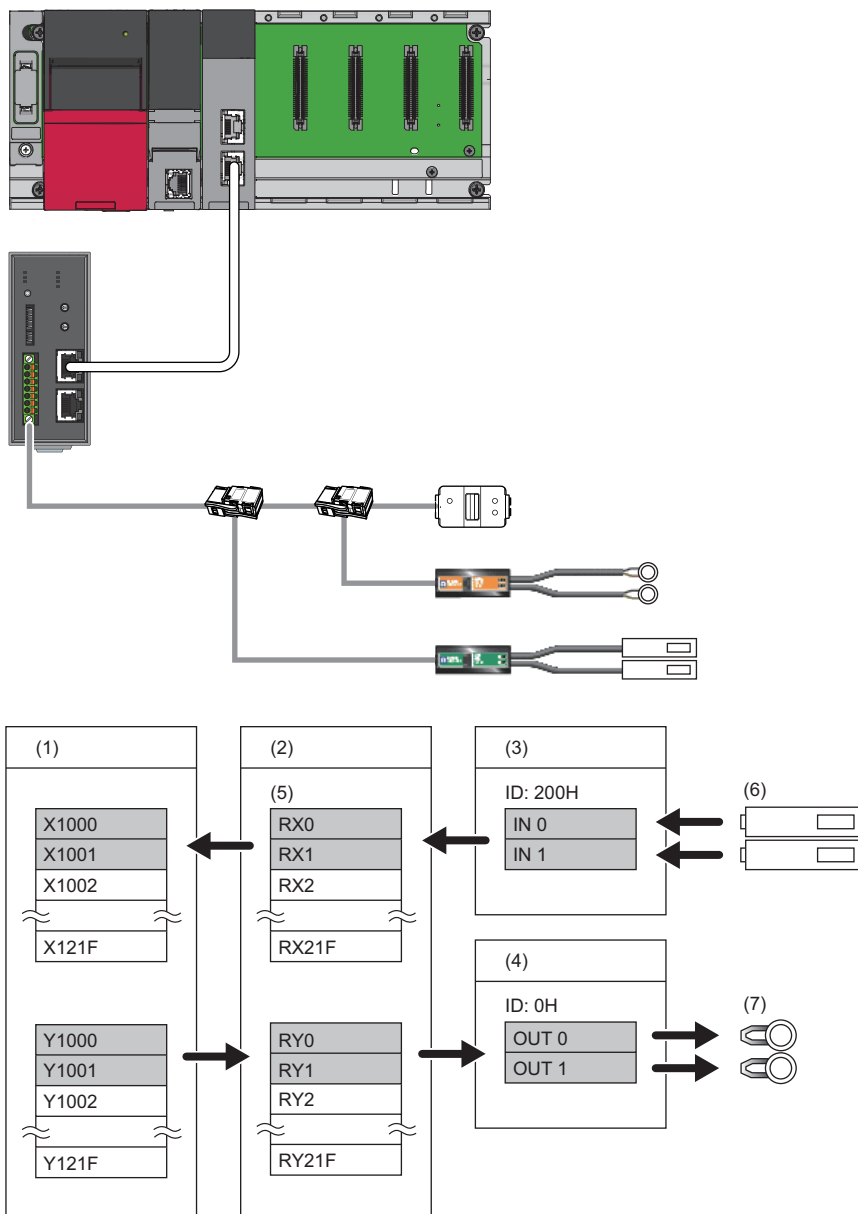 (1)
X1000
X1001
X1002
X121F
Y1000
Y1001
Y1002
Y121F
(2)
(5)
RX0
RX1
RX2
RX21F
RY0
RY1
RY2
RY21F
(3)
ID: 200H
IN 0
IN 1
(6)
(4)
ID: 0H
OUT 0
OUT 1
(7)